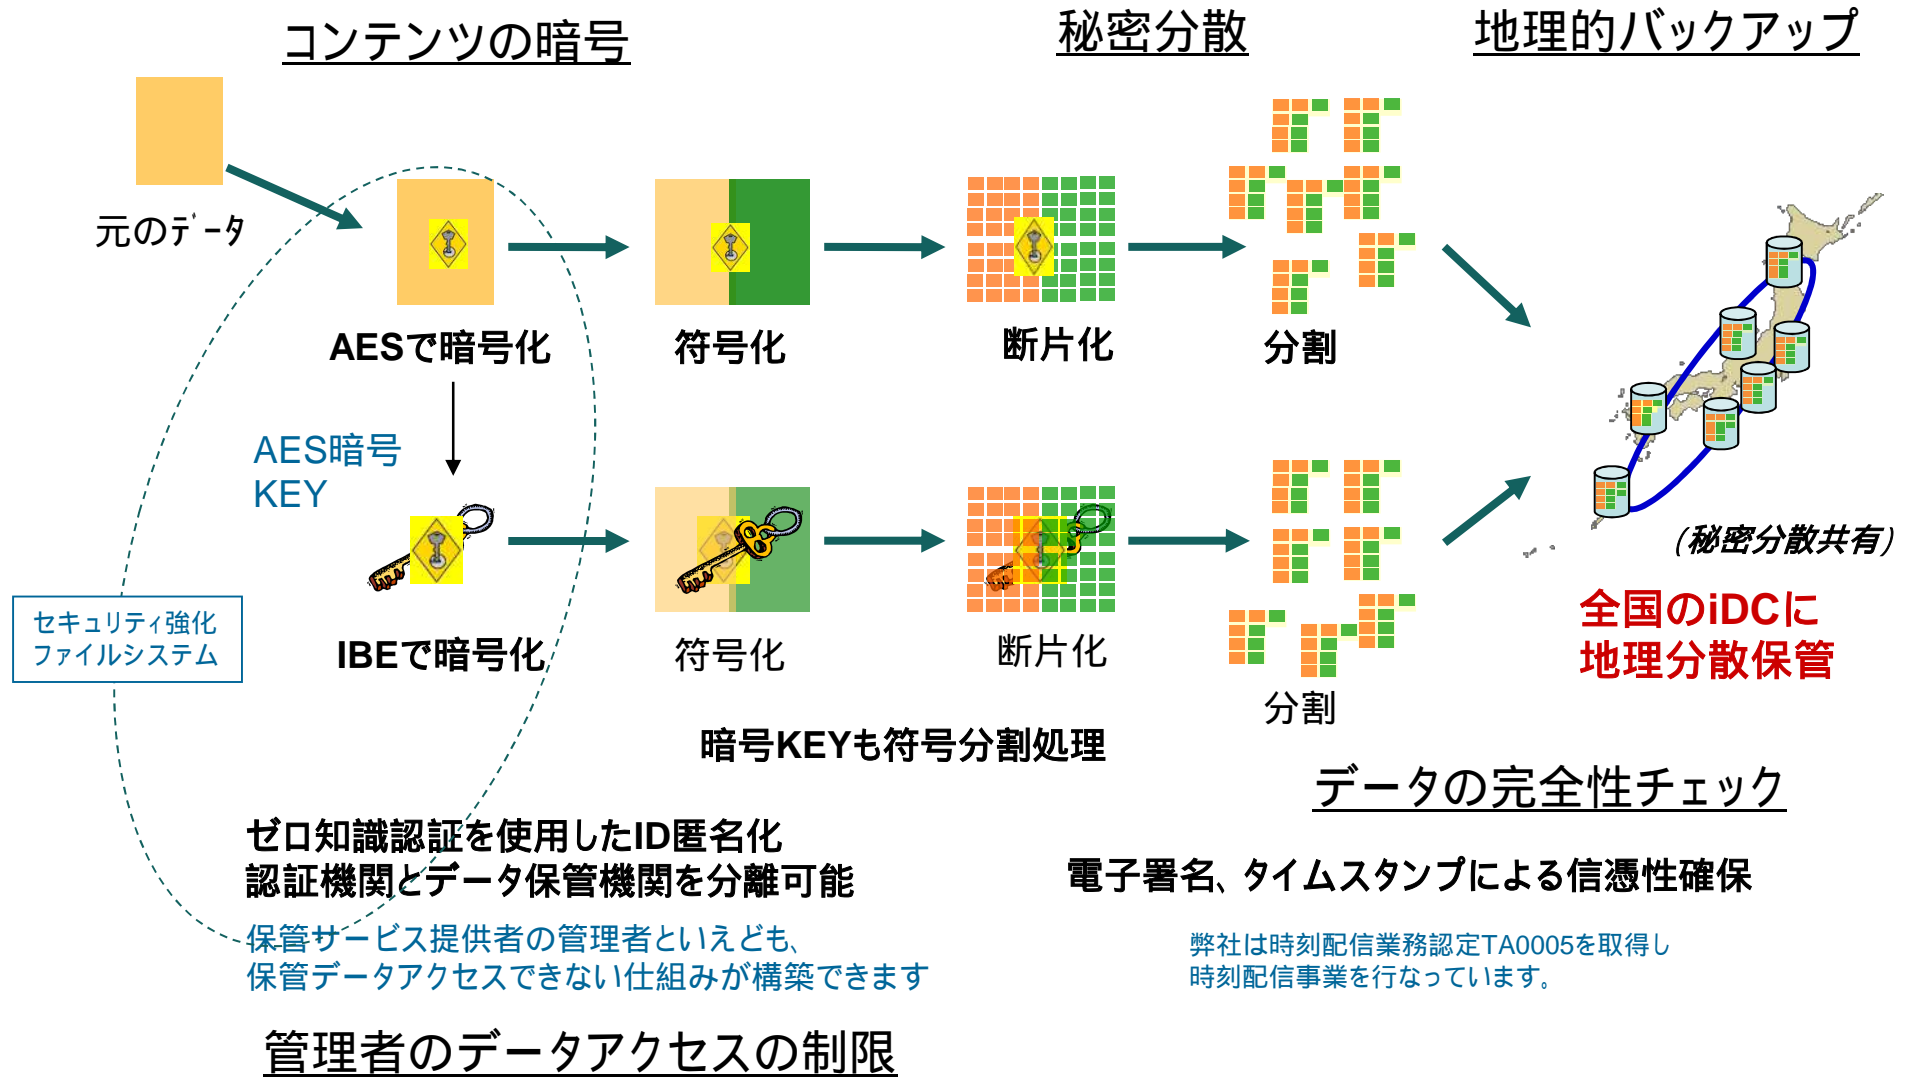 コンテンツの暗号
秘密分散
地理的バックアップ
元のﾃﾞｰﾀ
AESで暗号化
符号化
断片化
分割
AES暗号
KEY
セキュリティ強化
ファイルシステム
IBEで暗号化
符号化
断片化
分割
(秘密分散共有)
全国のiDCに
地理分散保管
暗号KEYも符号分割処理
データの完全性チェック
ゼロ知識認証を使用したID匿名化
認証機関とデータ保管機関を分離可能
電子署名、タイムスタンプによる信憑性確保
保管サービス提供者の管理者といえども、
保管データアクセスできない仕組みが構築できます
弊社は時刻配信業務認定TA0005を取得し
時刻配信事業を行なっています。
管理者のデータアクセスの制限